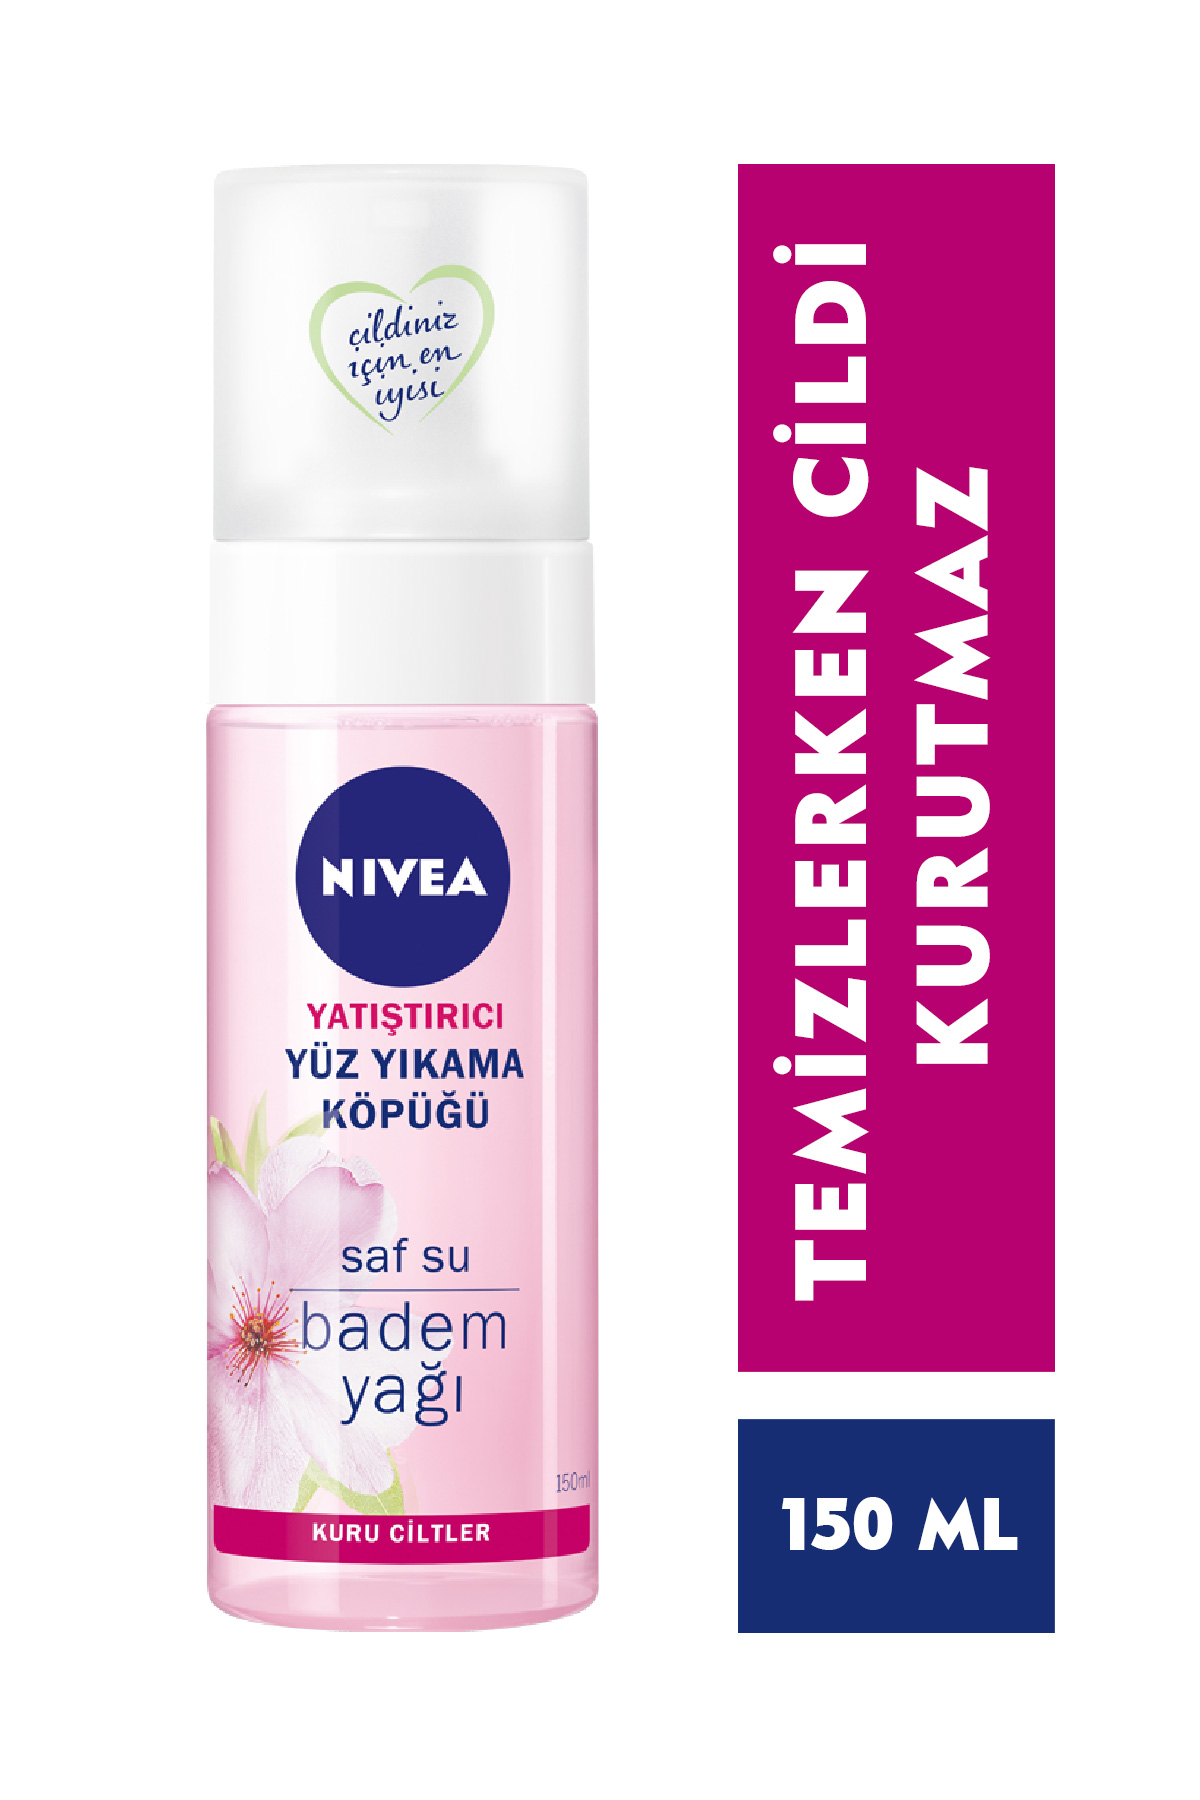 çildiniz
için en
iyisi
NIVEA
YATIŞTIRICI
YÜZ YIKAMA
KÖPÜĞÜ
saf su
badem
yağı
150ml
KURU CİLTLER
TEMİZLERKEN CİLDİ
KURUTMAZ
150 ML